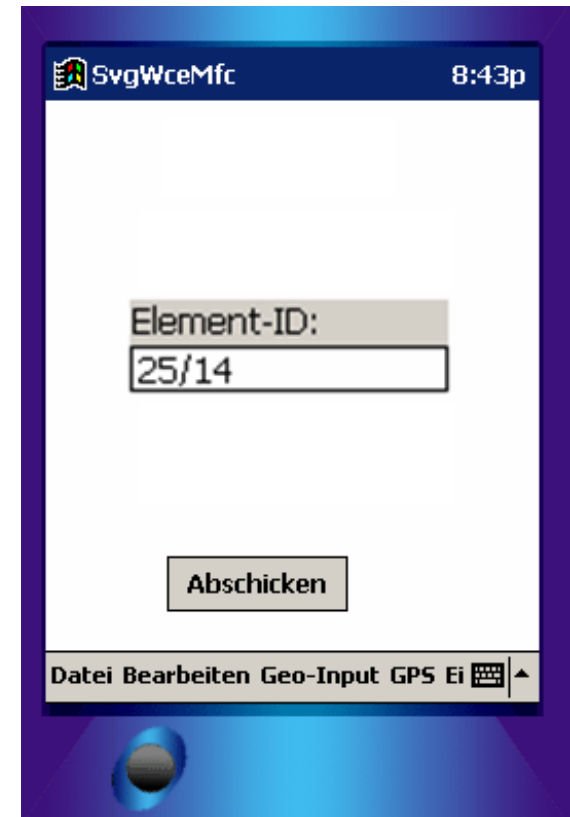 SvgWceMfc 8:43p
Element-ID:
25/14
Abschicken
Datei Bearbeiten Geo-Input GPS Ei